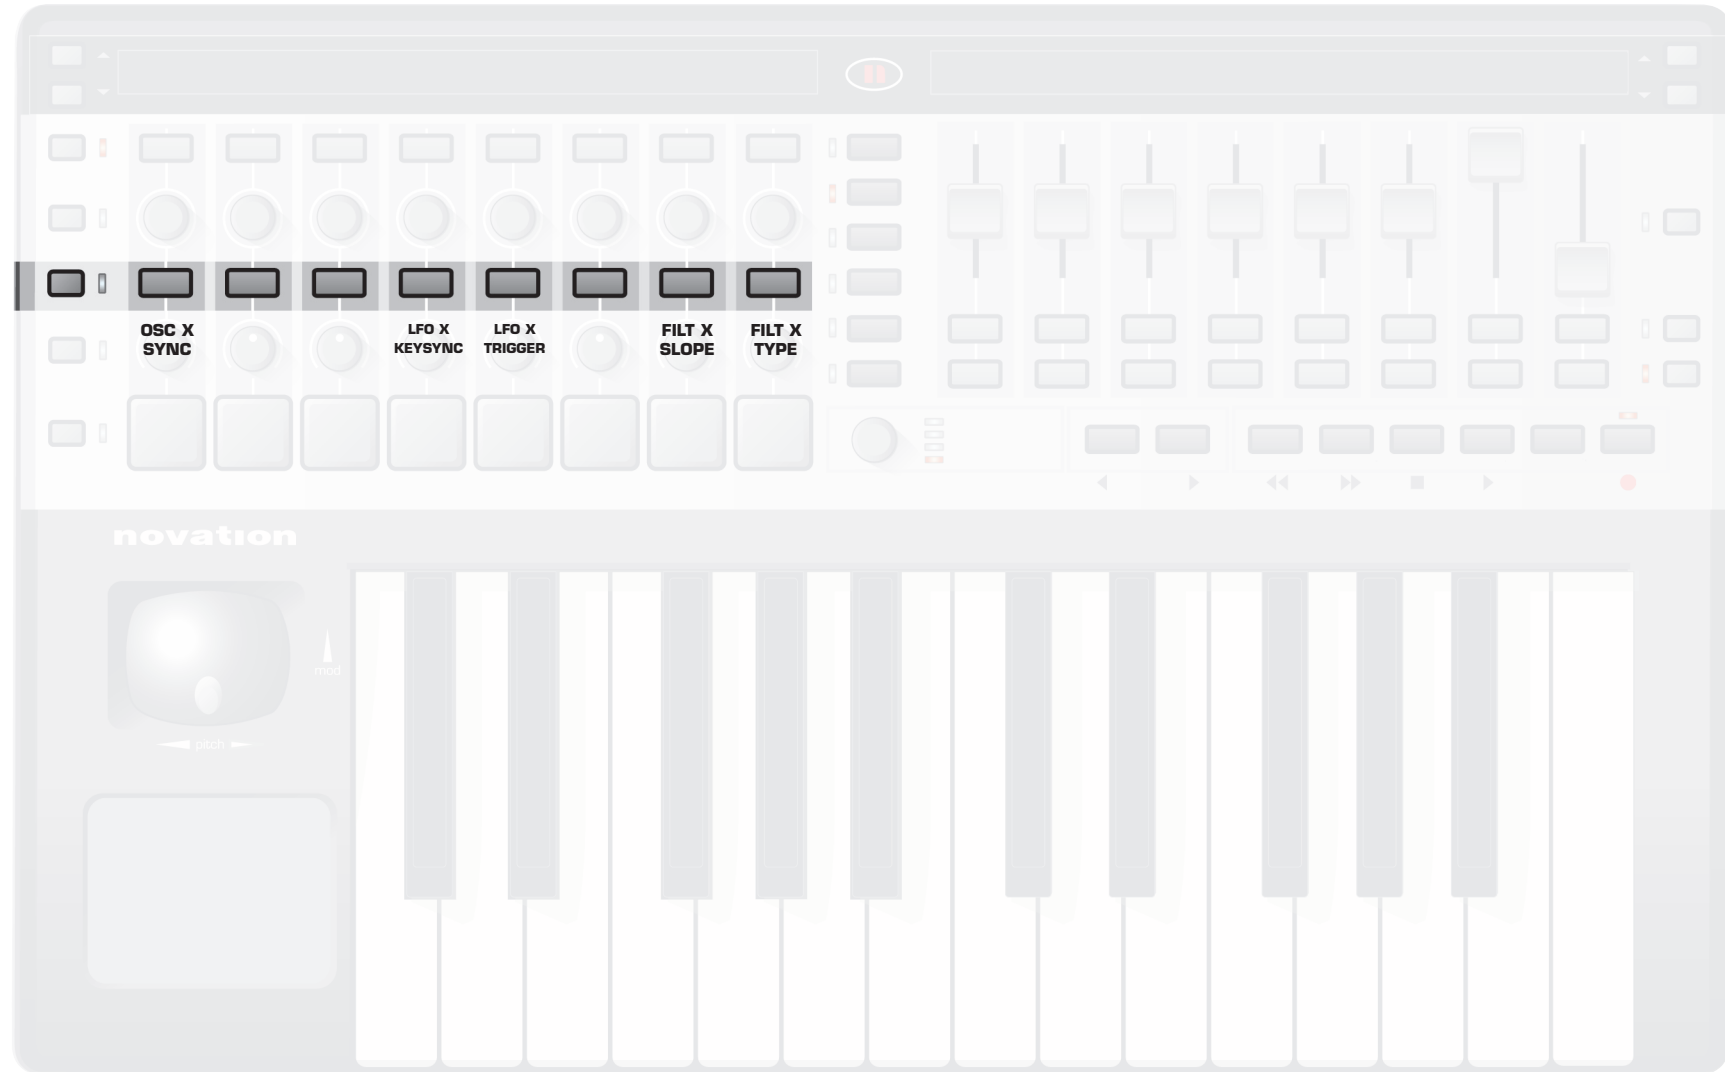 OSC X
SYNC
LFO X
KEYSYNC
LFO X
TRIGGER
FILT X
SLOPE
FILT X
TYPE
novation
mod
pitch